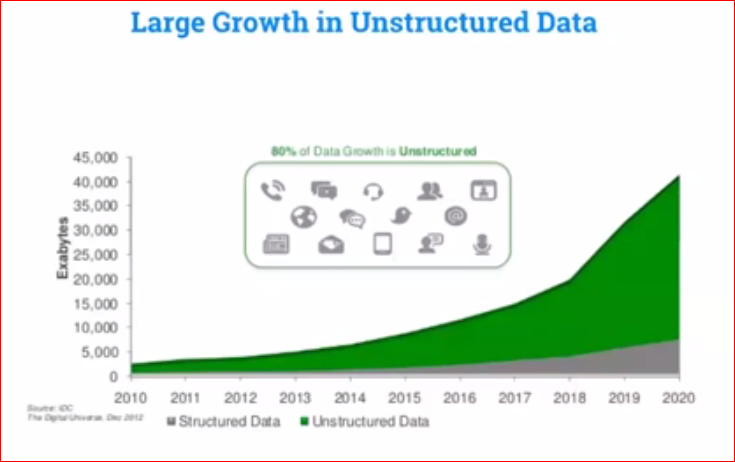 Large Growth in Unstructured Data
80% of Data Growth is Unstructured
45,000
40,000
35,000
30,000
25,000
20,000
15,000
10,000
5,000
0
Exabytes
2010 2011 2012 2013 2014 2015 2016 2017 2018 2019 2020
Source: IDC
The Digital Universe, Dec 2012
Structured Data Unstructured Data